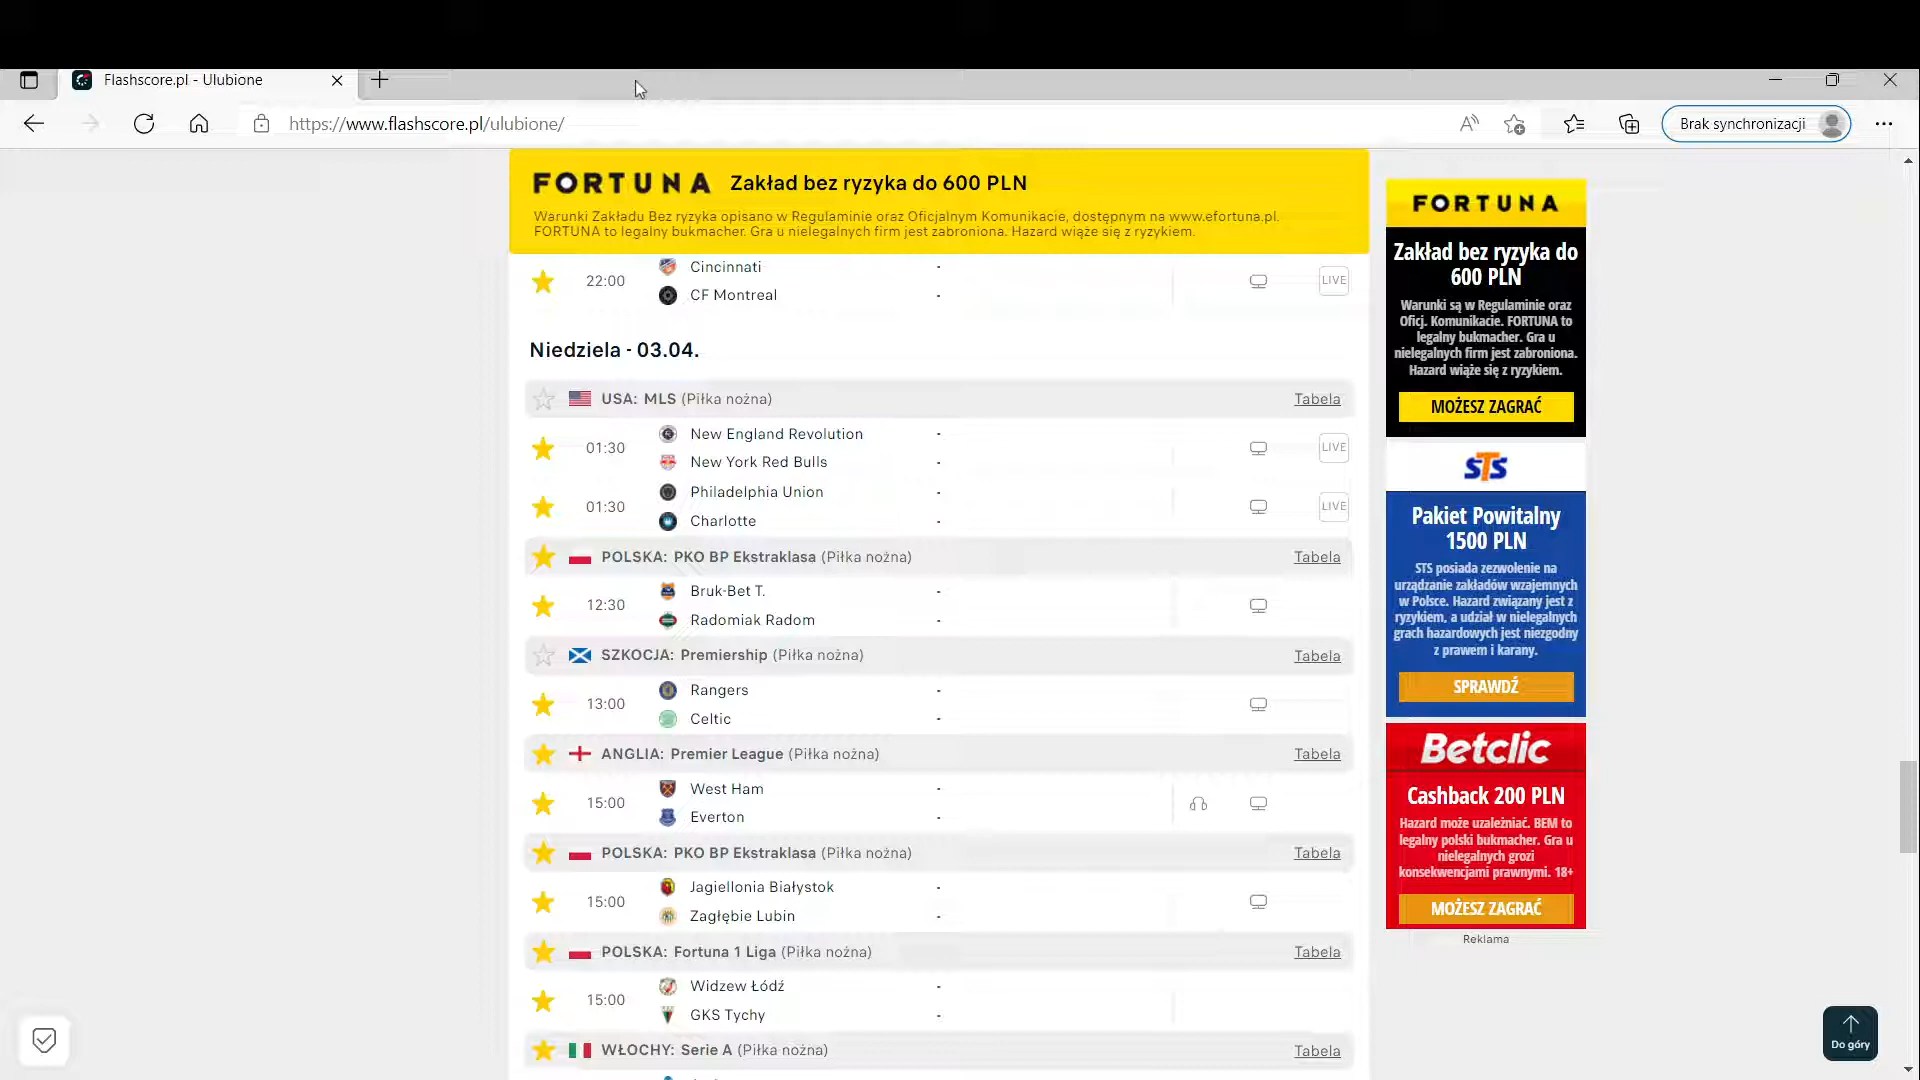 Flashscore.pl - Ulubione
https://www.flashscore.pl/ulubione/
Brak synchronizacji
FORTUNA Zakład bez ryzyka do 600 PLN
Warunki Zakładu Bez ryzyka opisano w Regulaminie oraz Oficjalnym Komunikacie, dostępnym na www.efortuna.pl.
FORTUNA to legalny bukmacher. Gra u nielegalnych firm jest zabroniona. Hazard wiąże się z ryzykiem.
Cincinnati -
22:00 LIVE
CF Montreal -
Niedziela - 03.04.
USA: MLS (Piłka nożna) Tabela
New England Revolution -
01:30 LIVE
New York Red Bulls -
Philadelphia Union -
01:30 LIVE
Charlotte -
POLSKA: PKO BP Ekstraklasa (Piłka nożna) Tabela
Bruk-Bet T. -
12:30
Radomiak Radom -
SZKOCJA: Premiership (Piłka nożna) Tabela
Rangers -
13:00
Celtic -
ANGLIA: Premier League (Piłka nożna) Tabela
West Ham -
15:00
Everton -
POLSKA: PKO BP Ekstraklasa (Piłka nożna) Tabela
Jagiellonia Białystok -
15:00
Zagłębie Lubin -
POLSKA: Fortuna 1 Liga (Piłka nożna) Tabela
Widzew Łódź -
15:00
GKS Tychy -
WŁOCHY: Serie A (Piłka nożna) Tabela
FORTUNA
Zakład bez ryzyka do
600 PLN
Warunki są w Regulaminie oraz
Oficj. Komunikacie. FORTUNA to
legalny bukmacher. Gra u
nielegalnych firm jest zabroniona.
Hazard wiąże się z ryzykiem.
MOŻESZ ZAGRAĆ
STS
Pakiet Powitalny
1500 PLN
STS posiada zezwolenie na
urządzanie zakładów wzajemnych
w Polsce. Hazard związany jest z
ryzykiem, a udział w nielegalnych
grach hazardowych jest niezgodny
z prawem i karany.
SPRAWDŹ
Betclic
Cashback 200 PLN
Hazard może uzależniać. BEM to
legalny polski bukmacher. Gra u
nielegalnych grozi
konsekwencjami prawnymi. 18+
MOŻESZ ZAGRAĆ
Reklama
Do góry